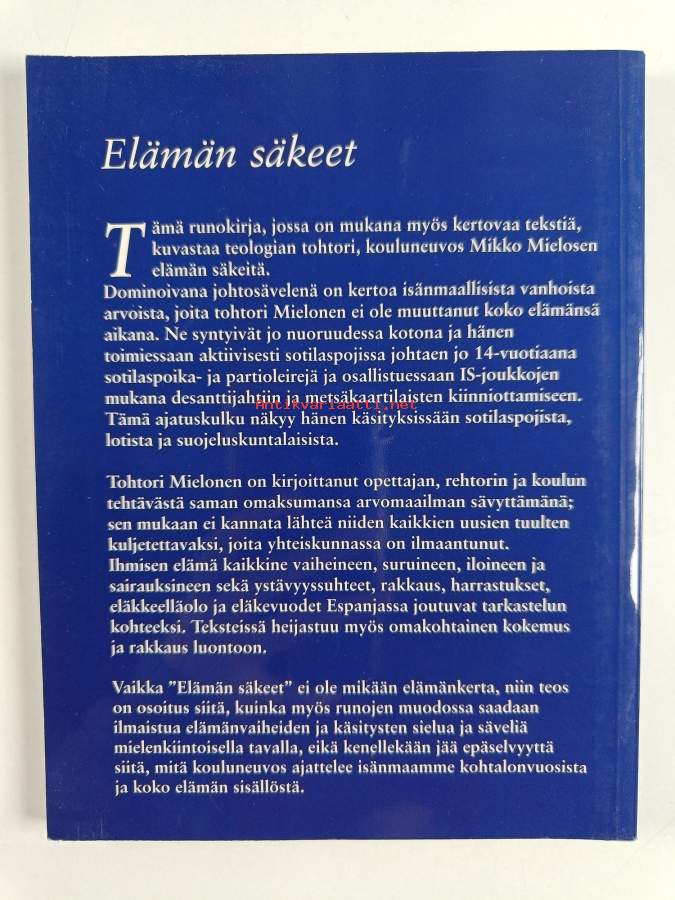 Elämän säkeet
Tämä runokirja, jossa on mukana myös kertovaa tekstiä,
kuvastaa teologian tohtori, kouluneuvos Mikko Mielosen
elämän säkeitä.
Dominoivana johtosävelenä on kertoa isänmaallisista vanhoista
arvoista, joita tohtori Mielonen ei ole muuttanut koko elämänsä
aikana. Ne syntyivät jo nuoruudessa kotona ja hänen
toimiessaan aktiivisesti sotilaspojissa johtaen jo 14-vuotiaana
sotilaspoika- ja partioleirejä ja osallistuessaan IS-joukkojen
mukana desanttijahtiin ja metsäkaartilaisten kiinniottamiseen.
Antikvariaatti.net
Tämä ajatuskulku näkyy hänen käsityksissään sotilaspojista,
lotista ja suojeluskuntalaisista.
Tohtori Mielonen on kirjoittanut opettajan, rehtorin ja koulun
tehtävästä saman omaksumansa arvomaailman sävyttämänä;
sen mukaan ei kannata lähteä niiden kaikkien uusien tuulten
kuljetettavaksi, joita yhteiskunnassa on ilmaantunut.
Ihmisen elämä kaikkine vaiheineen, suruineen, iloineen ja
sairauksineen sekä ystävyyssuhteet, rakkaus, harrastukset,
eläkkeelläolo ja eläkevuodet Espanjassa joutuvat tarkastelun
kohteeksi. Teksteissä heijastuu myös omakohtainen kokemus
ja rakkaus luontoon.
Vaikka ”Elämän säkeet” ei ole mikään elämänkerta, niin teos
on osoitus siitä, kuinka myös runojen muodossa saadaan
ilmaistua elämänvaiheiden ja käsitysten sielua ja säveliä
mielenkiintoisella tavalla, eikä kenellekään jää epäselvyyttä
siitä, mitä kouluneuvos ajattelee isänmaamme kohtalonvuosista
ja koko elämän sisällöstä.